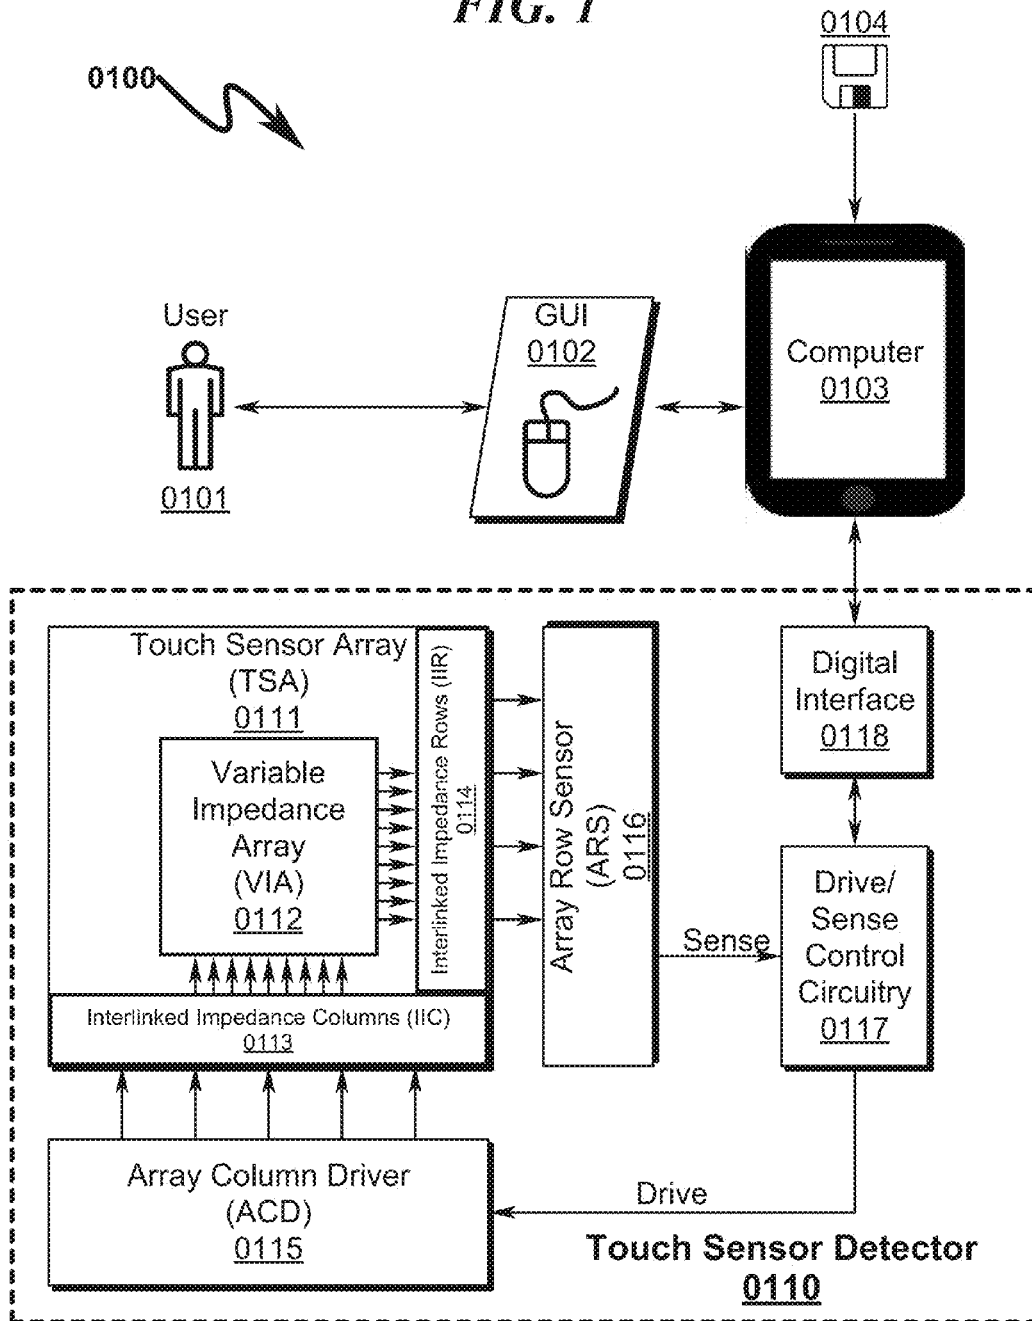 FIG. 1
0104
0100
User
0101
GUI
0102
Computer
0103
Touch Sensor Array
(TSA)
0111
Variable
Impedance
Array
(VIA)
0112
Interlinked Impedance Rows (IIR)
0114
Interlinked Impedance Columns (IIC)
0113
Array Row Sensor
(ARS)
0116
Digital
Interface
0118
Sense
Drive/
Sense
Control
Circuitry
0117
Array Column Driver
(ACD)
0115
Drive
Touch Sensor Detector
0110